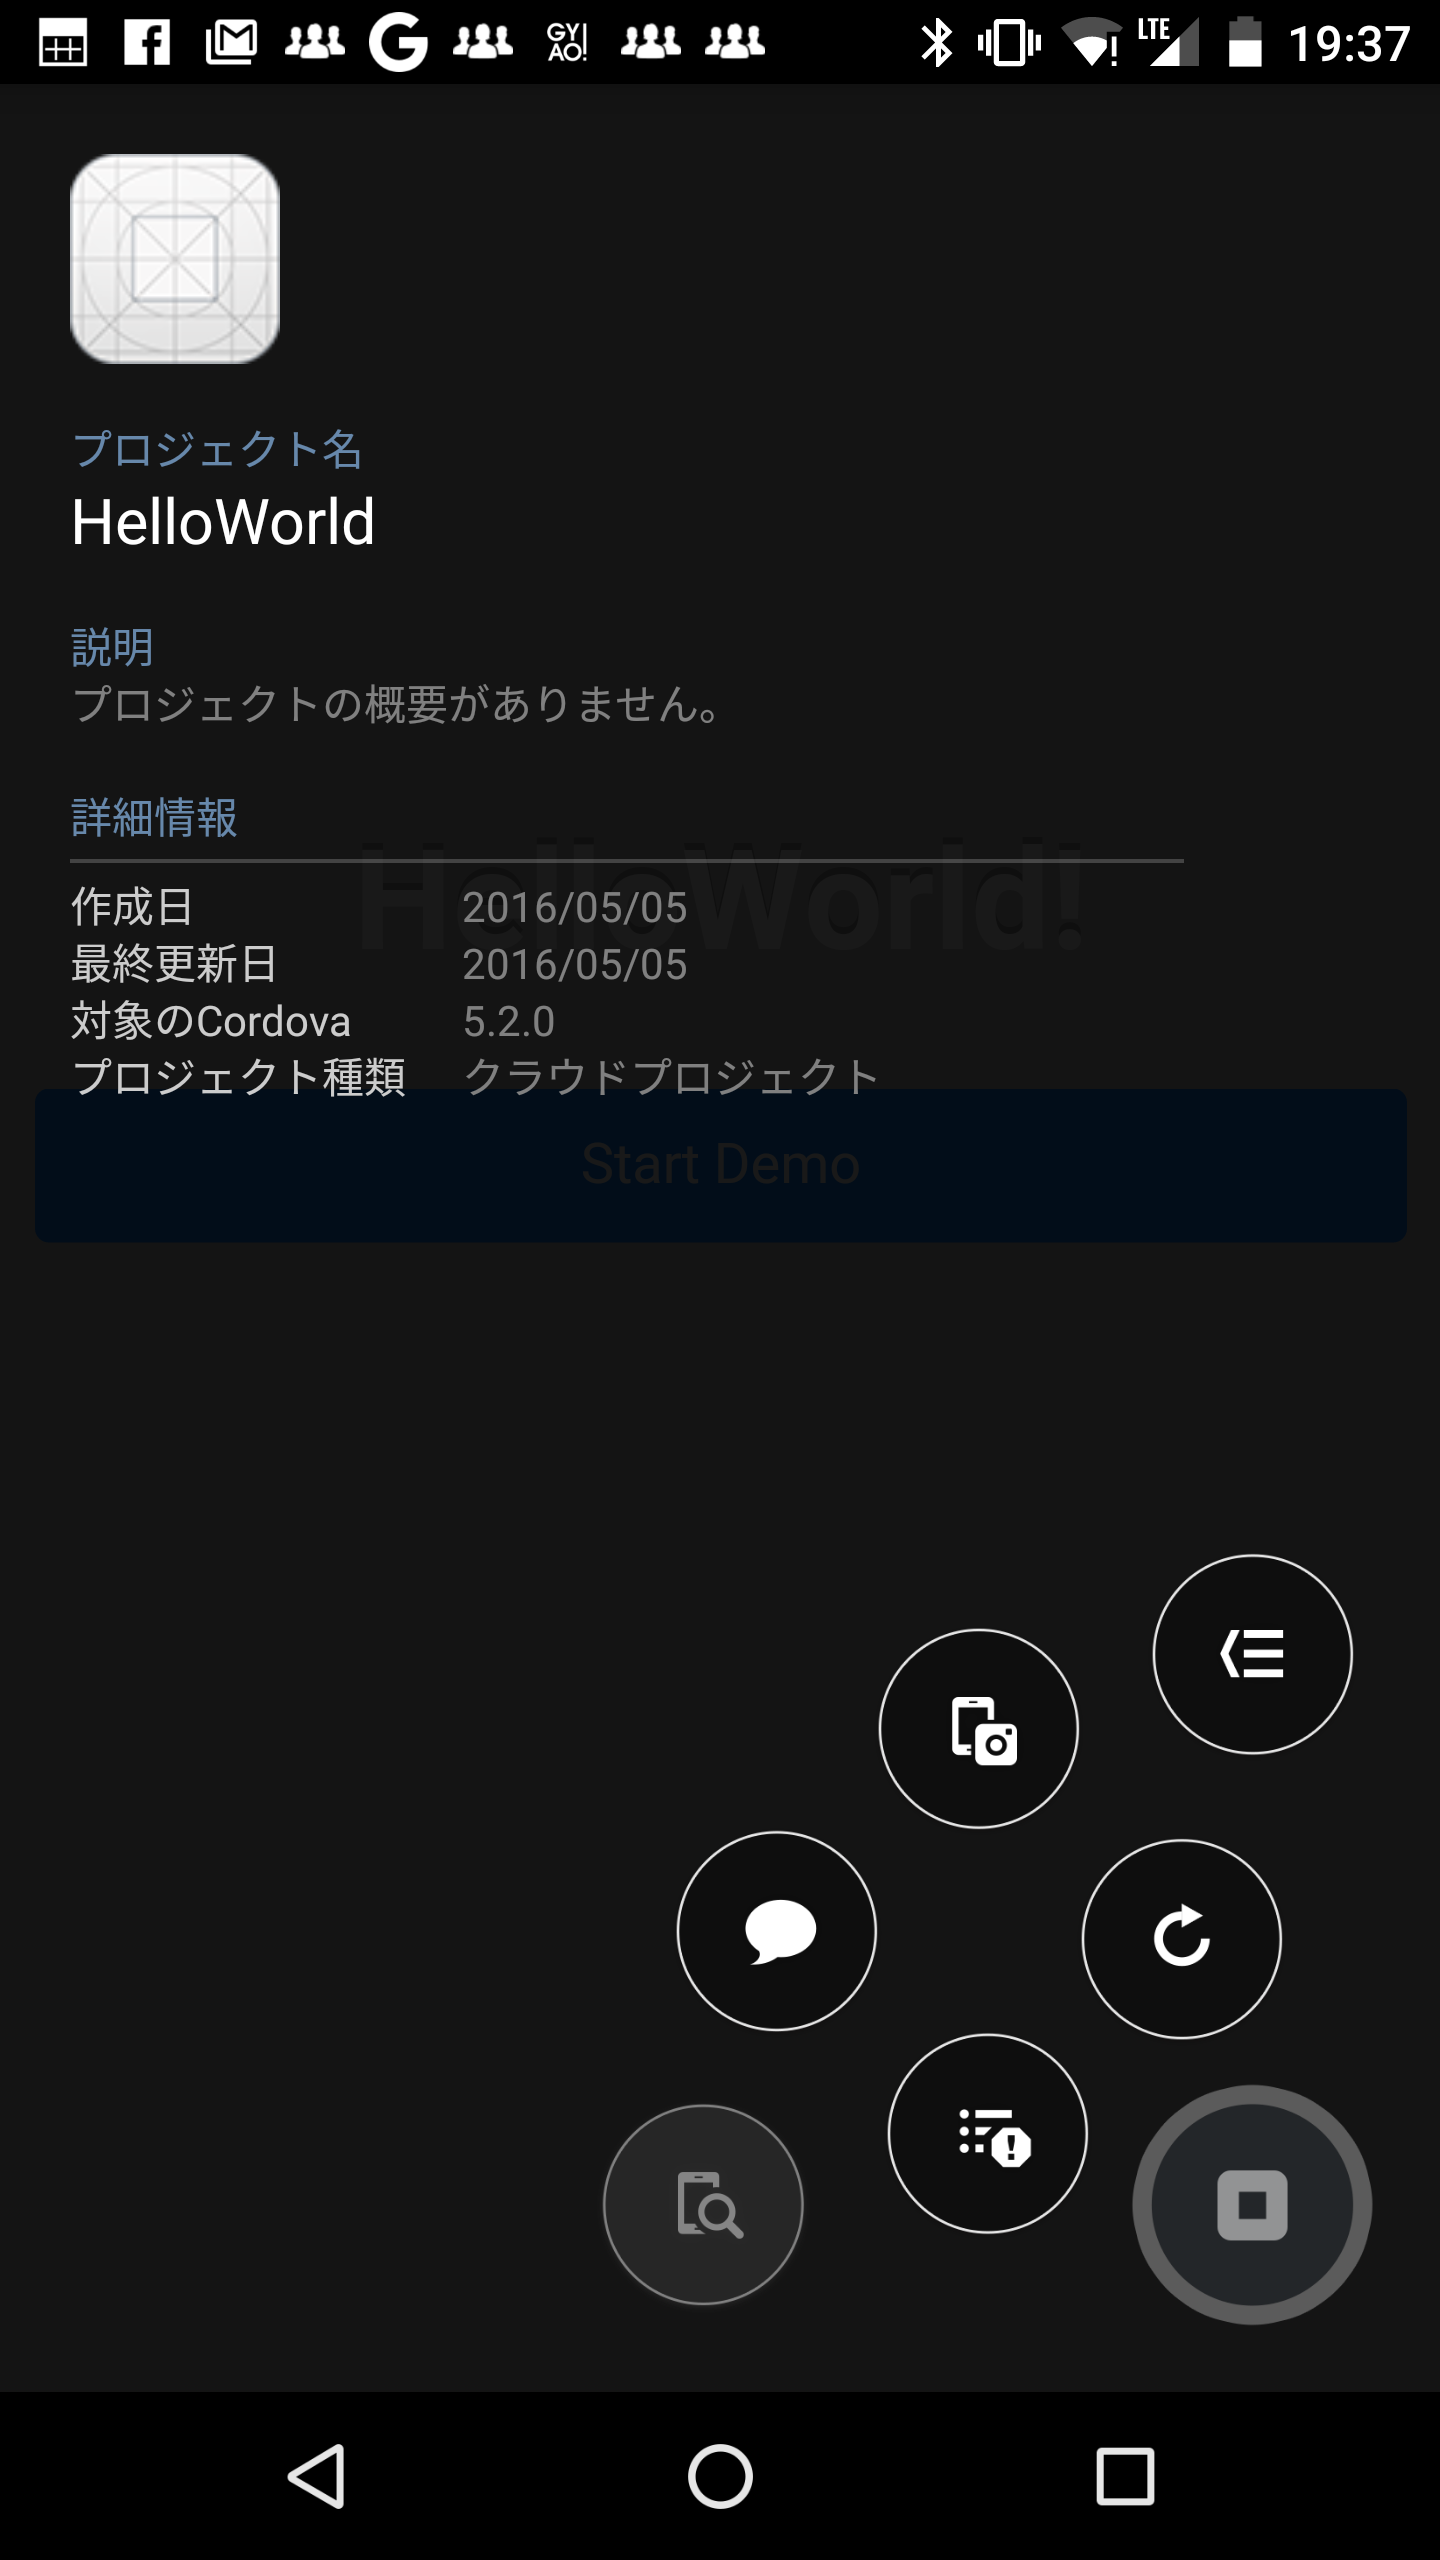 GYAO!
LTE
19:37
プロジェクト名
HelloWorld
説明
プロジェクトの概要がありません。
詳細情報
HelloWorld!
作成日 2016/05/05
最終更新日 2016/05/05
対象のCordova 5.2.0
プロジェクト種類 クラウドプロジェクト
Start Demo